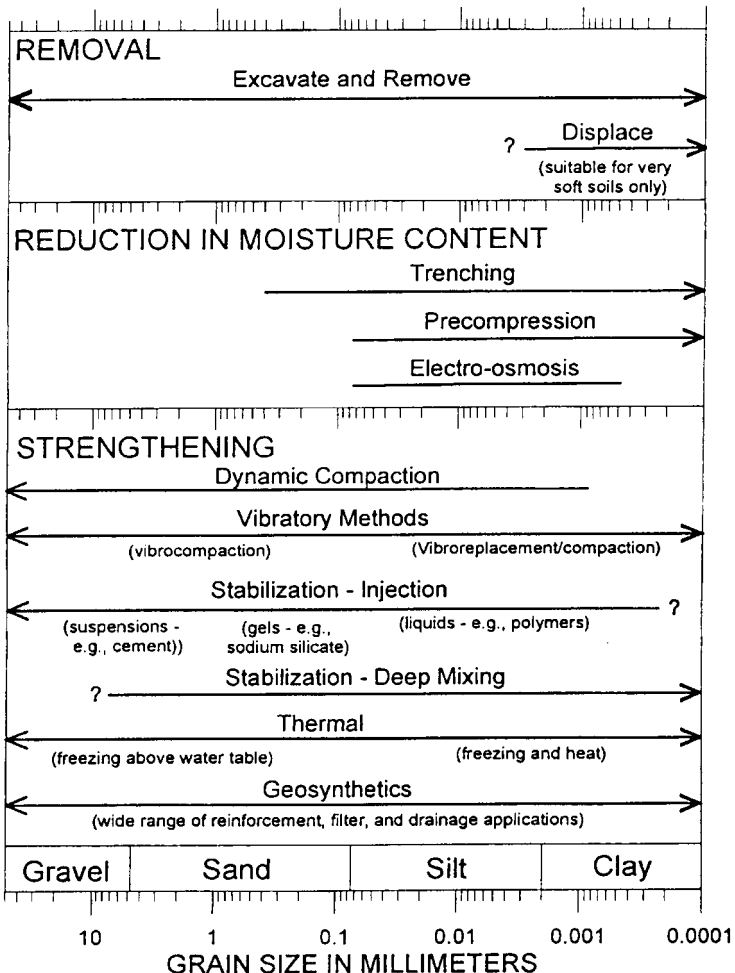 REMOVAL
Excavate and Remove
? Displace
(suitable for very
soft soils only)
REDUCTION IN MOISTURE CONTENT
Trenching
Precompression
Electro-osmosis
STRENGTHENING
Dynamic Compaction
Vibratory Methods
(vibrocompaction) (Vibroreplacement/compaction)
Stabilization - Injection
?
(suspensions - (gels - e.g., (liquids - e.g., polymers)
e.g., cement)) sodium silicate)
Stabilization - Deep Mixing
?
Thermal
(freezing above water table) (freezing and heat)
Geosynthetics
(wide range of reinforcement, filter, and drainage applications)
Gravel Sand Silt Clay
10 1 0.1 0.01 0.001 0.0001
GRAIN SIZE IN MILLIMETERS